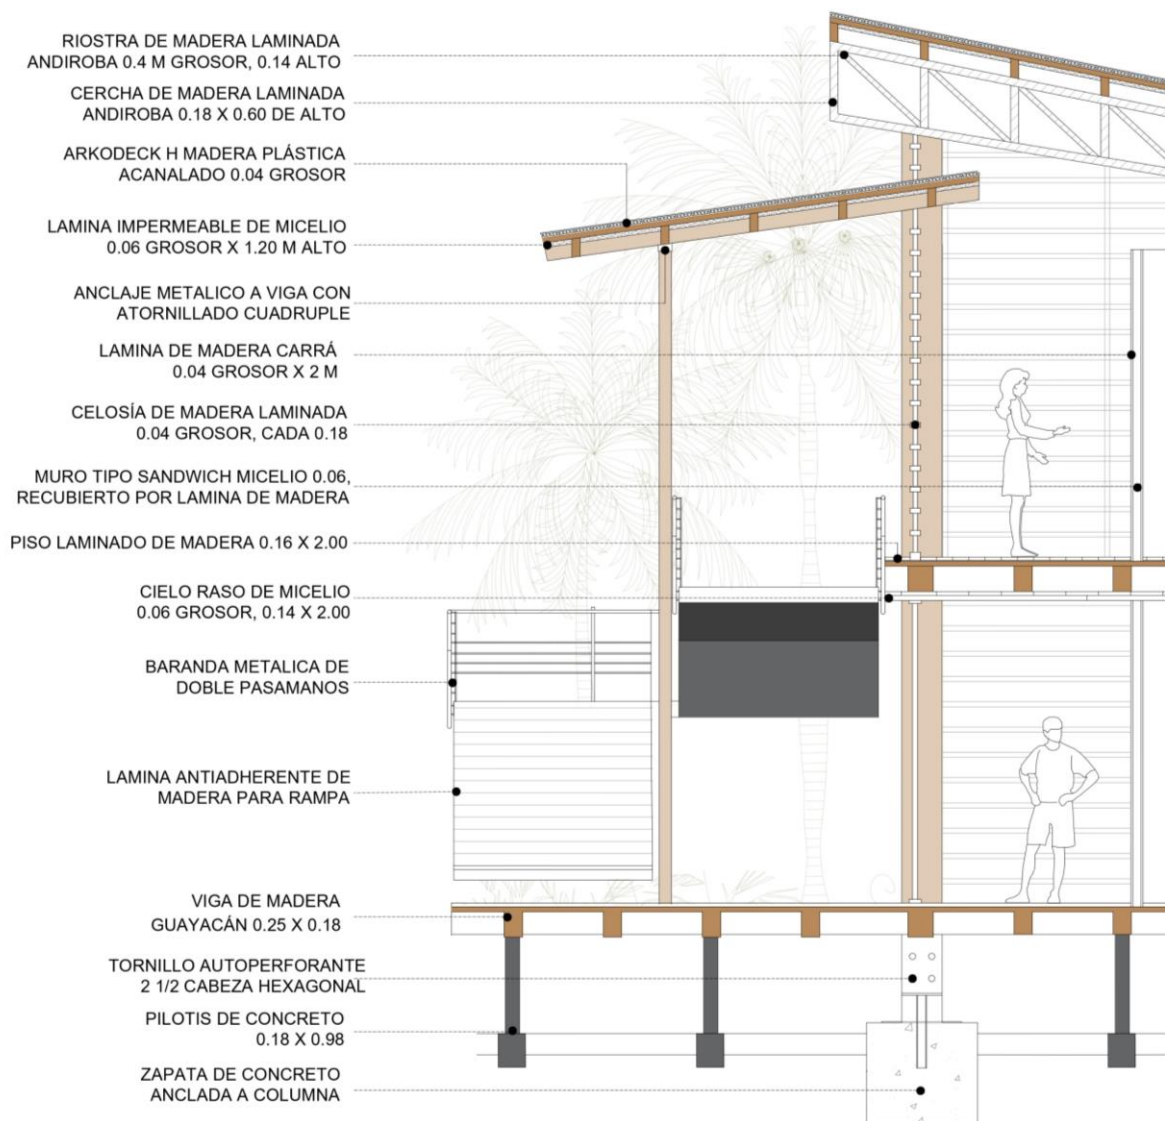 RIOSTRA DE MADERA LAMINADA
ANDIROBA 0.4 M GROSOR, 0.14 ALTO
CERCHA DE MADERA LAMINADA
ANDIROBA 0.18 X 0.60 DE ALTO
ARKODECK H MADERA PLÁSTICA
ACANALADO 0.04 GROSOR
LAMINA IMPERMEABLE DE MICELIO
0.06 GROSOR X 1.20 M ALTO
ANCLAJE METALICO A VIGA CON
ATORNILLADO CUADRUPLE
LAMINA DE MADERA CARRÁ
0.04 GROSOR X 2 M
CELOSÍA DE MADERA LAMINADA
0.04 GROSOR, CADA 0.18
MURO TIPO SANDWICH MICELIO 0.06,
RECUBIERTO POR LAMINA DE MADERA
PISO LAMINADO DE MADERA 0.16 X 2.00
CIELO RASO DE MICELIO
0.06 GROSOR, 0.14 X 2.00
BARANDA METALICA DE
DOBLE PASAMANOS
LAMINA ANTIADHERENTE DE
MADERA PARA RAMPA
VIGA DE MADERA
GUAYACÁN 0.25 X 0.18
TORNILLO AUTOPERFORANTE
2 1/2 CABEZA HEXAGONAL
PILOTIS DE CONCRETO
0.18 X 0.98
ZAPATA DE CONCRETO
ANCLADA A COLUMNA